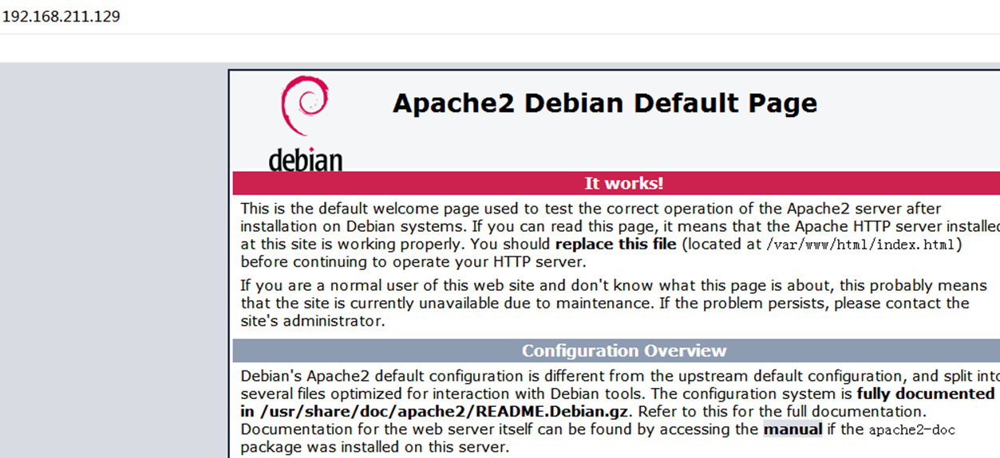 192.168.211.129
Apache2 Debian Default Page
debian
It works!
This is the default welcome page used to test the correct operation of the Apache2 server after
installation on Debian systems. If you can read this page, it means that the Apache HTTP server installed
at this site is working properly. You should replace this file (located at /var/www/html/index.html)
before continuing to operate your HTTP server.
If you are a normal user of this web site and don't know what this page is about, this probably means
that the site is currently unavailable due to maintenance. If the problem persists, please contact the
site's administrator.
Configuration Overview
Debian's Apache2 default configuration is different from the upstream default configuration, and split into
several files optimized for interaction with Debian tools. The configuration system is fully documented
in /usr/share/doc/apache2/README.Debian.gz. Refer to this for the full documentation.
Documentation for the web server itself can be found by accessing the manual if the apache2-doc
package was installed on this server.